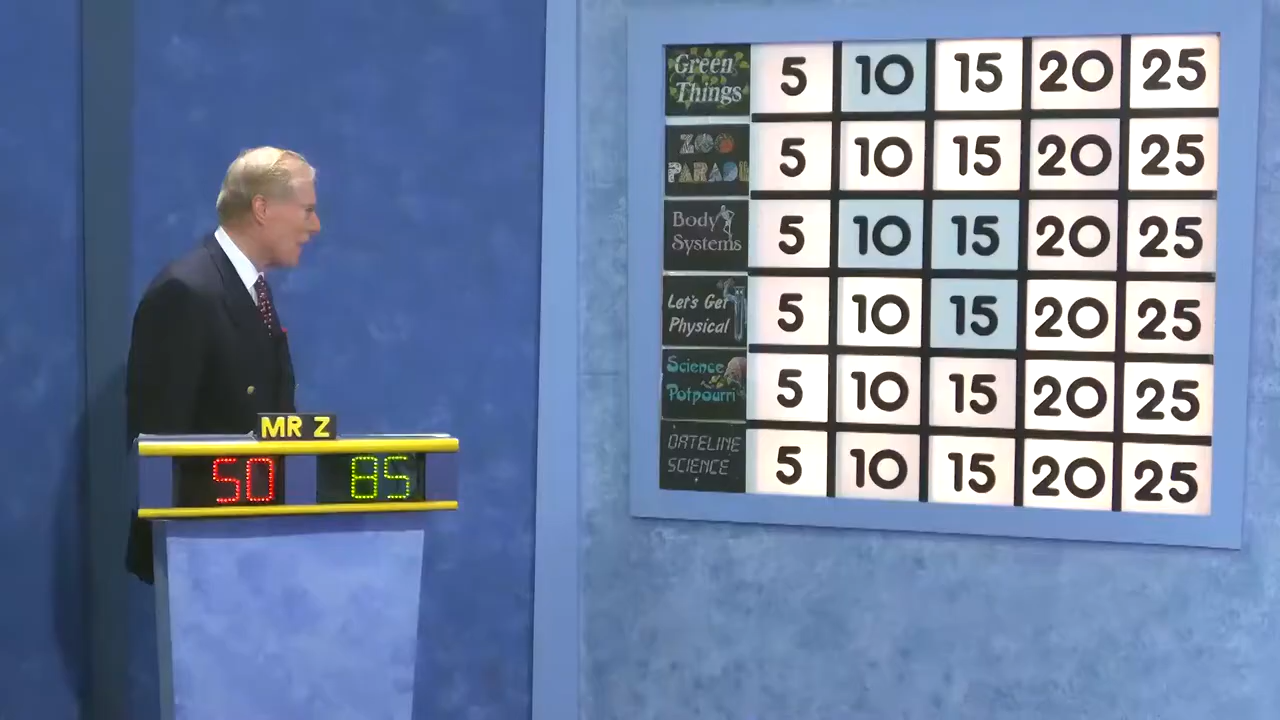 Green Things 5 10 15 20 25
ZOO PARADE 5 10 15 20 25
Body Systems 5 10 15 20 25
Let's Get Physical 5 10 15 20 25
Science Potpourri 5 10 15 20 25
DATELINE SCIENCE 5 10 15 20 25
MR Z
50 85